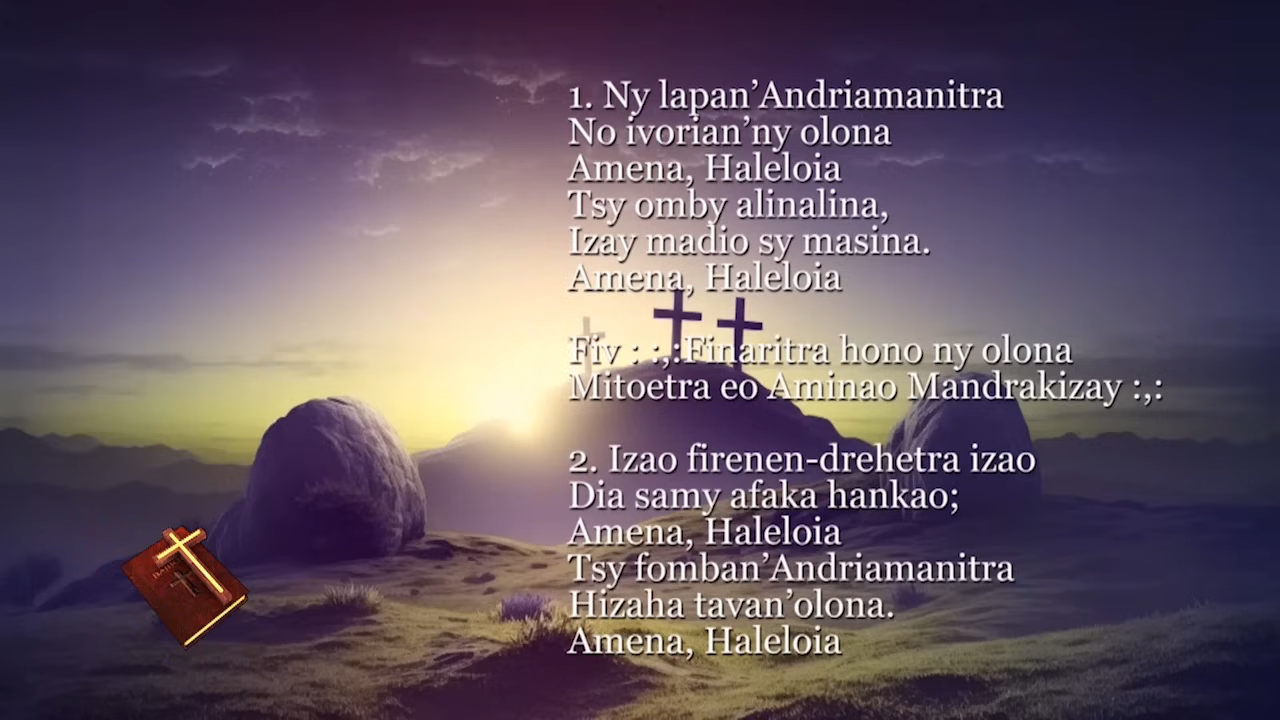 1. Ny lapan’Andriamanitra
No ivorian’ny olona
Amena, Haleloia
Tsy omby alinalina,
Izay madio sy masina.
Amena, Haleloia
Fiv : :,:Finaritra hono ny olona
Mitoetra eo Aminao Mandrakizay :,:
2. Izao firenen-drehetra izao
Dia samy afaka hankao;
Amena, Haleloia
Tsy fomban’Andriamanitra
Hizaha tavan’olona.
Amena, Haleloia